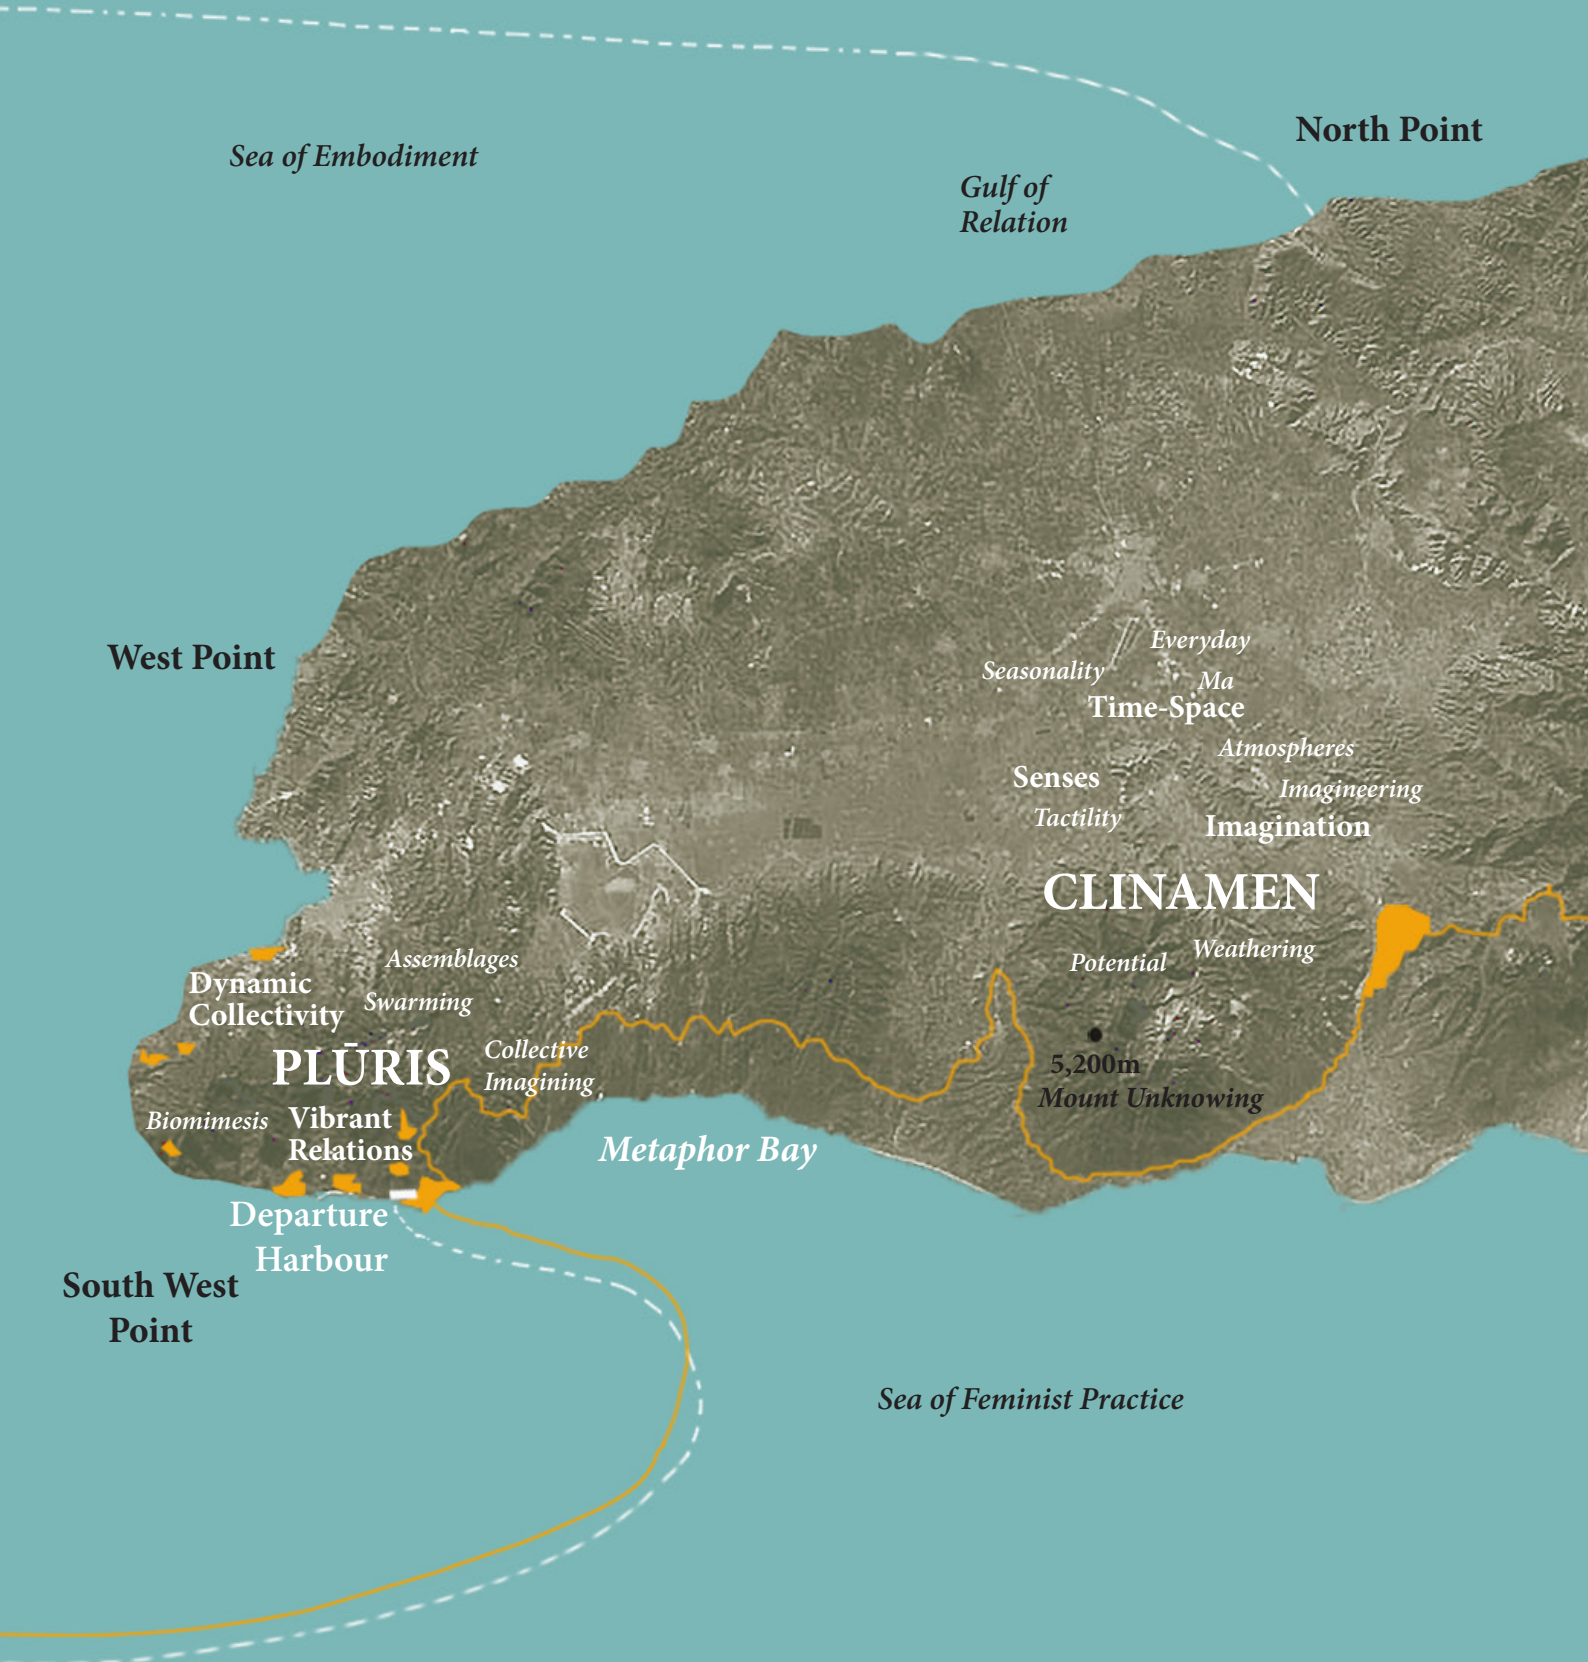 North Point
Sea of Embodiment
Gulf of
Relation
West Point
Everyday
Seasonality
Ma
Time-Space
Atmospheres
Senses
Imagineering
Tactility
Imagination
CLINAMEN
Weathering
Potential
Assemblages
Dynamic
Collectivity
Swarming
5,200m
Mount Unknowing
PLŪRIS
Collective
Imagining
Biomimesis
Vibrant
Relations
Metaphor Bay
Departure
Harbour
South West
Point
Sea of Feminist Practice